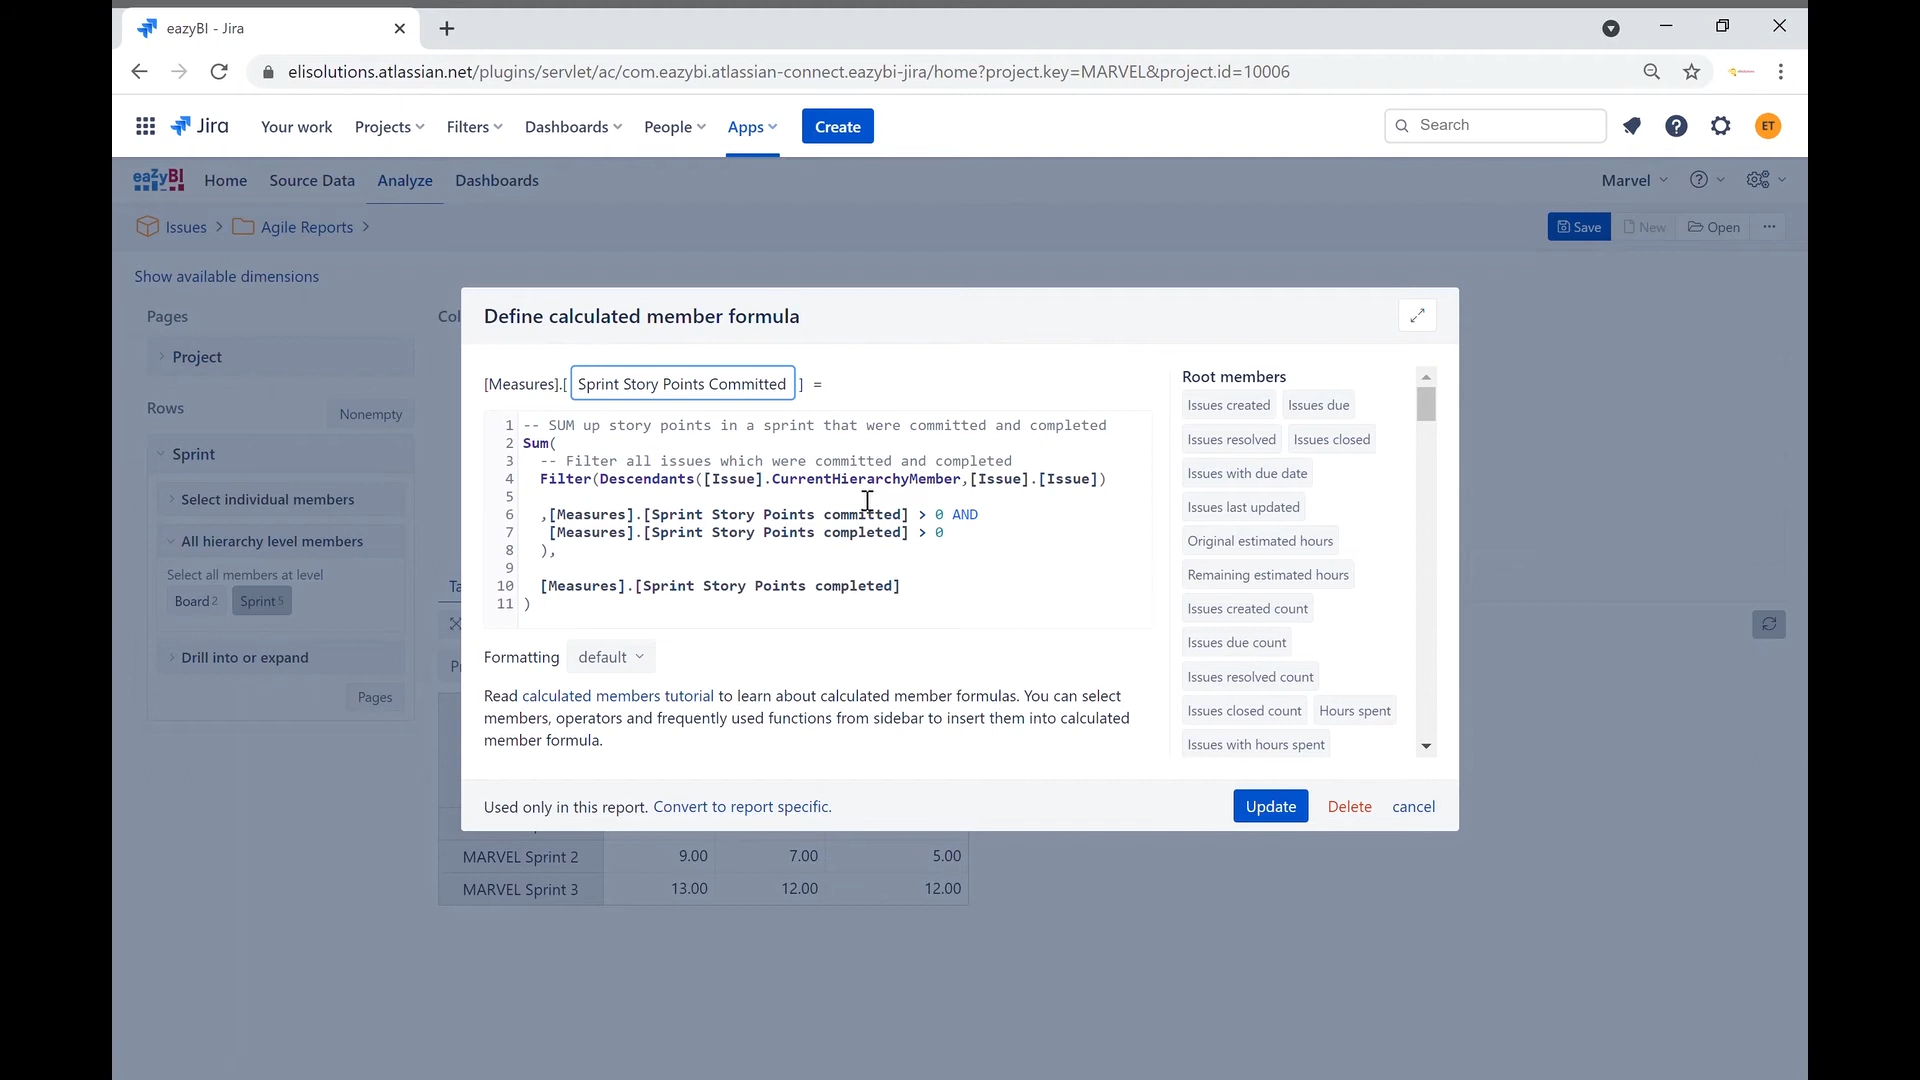 eazyBI - Jira
elisolutions.atlassian.net/plugins/servlet/ac/com.eazybi.atlassian-connect.eazybi-jira/home?project.key=MARVEL&project.id=10006
Jira Your work Projects Filters Dashboards People Apps Create Search ET
eazyBI Home Source Data Analyze Dashboards Marvel
Issues > Agile Reports > Save New Open
Show available dimensions
Pages
Project
Rows
Nonempty
Sprint
Select individual members
All hierarchy level members
Select all members at level
Board 2 Sprint 5
Drill into or expand
Pages
Col
Ta
Define calculated member formula
[Measures].[ Sprint Story Points Committed ] =
1 -- SUM up story points in a sprint that were committed and completed
2 Sum(
3 -- Filter all issues which were committed and completed
4 Filter(Descendants([Issue].CurrentHierarchyMember,[Issue].[Issue])
5
6 ,[Measures].[Sprint Story Points committed] > 0 AND
7 [Measures].[Sprint Story Points completed] > 0
8 ),
9
10 [Measures].[Sprint Story Points completed]
11 )
Formatting default
Read calculated members tutorial to learn about calculated member formulas. You can select
members, operators and frequently used functions from sidebar to insert them into calculated
member formula.
Root members
Issues created Issues due
Issues resolved Issues closed
Issues with due date
Issues last updated
Original estimated hours
Remaining estimated hours
Issues created count
Issues due count
Issues resolved count
Issues closed count Hours spent
Issues with hours spent
Used only in this report. Convert to report specific. Update Delete cancel
MARVEL Sprint 2 9.00 7.00 5.00
MARVEL Sprint 3 13.00 12.00 12.00